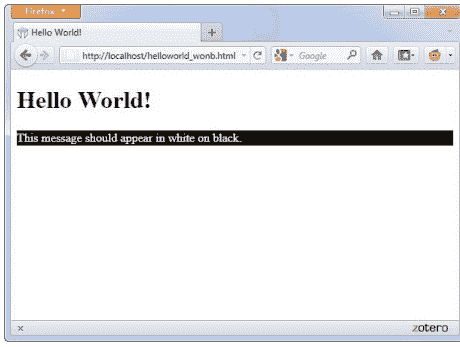 Firefox
Hello World!
http://localhost/helloworld_wonb.html
Google
Hello World!
This message should appear in white on black.
zotero